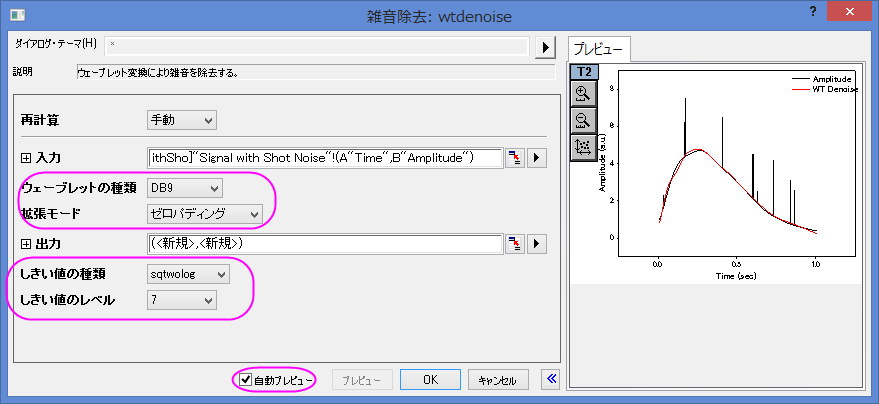 雑音除去: wtdenoise
?
ダイアログ・テーマ(H) *
説明 ウェーブレット変換により雑音を除去する。
再計算 手動
入力 ithSho]"Signal with Shot Noise"!(A"Time",B"Amplitude")
ウェーブレットの種類 DB9
拡張モード ゼロパディング
出力 (<新規>,<新規>)
しきい値の種類 sqtwolog
しきい値のレベル 7
自動プレビュー プレビュー OK キャンセル
プレビュー
T2
Amplitude
WT Denoise
8
6
4
2
0
Amplitude (a.u.)
0.0 0.5 1.0
Time (sec)